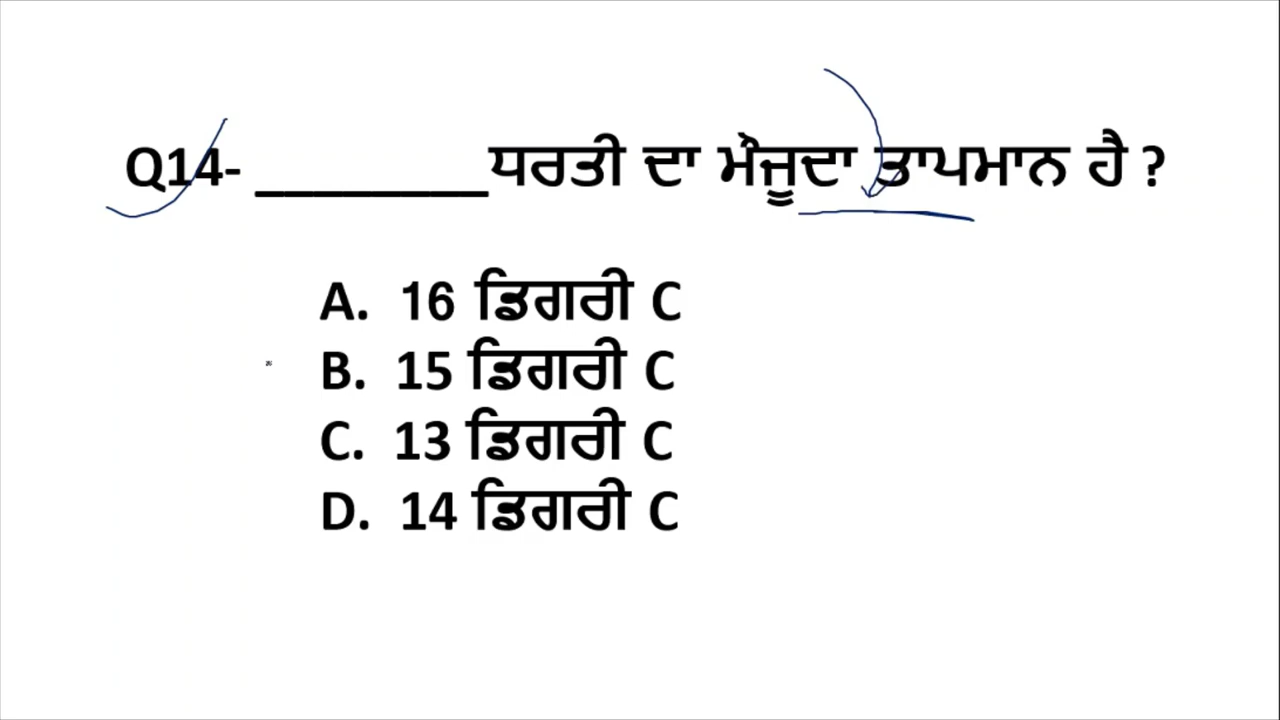 Q14- ________ਧਰਤੀ ਦਾ ਮੌਜੂਦਾ ਤਾਪਮਾਨ ਹੈ ?
A. 16 ਡਿਗਰੀ C
B. 15 ਡਿਗਰੀ C
C. 13 ਡਿਗਰੀ C
D. 14 ਡਿਗਰੀ C